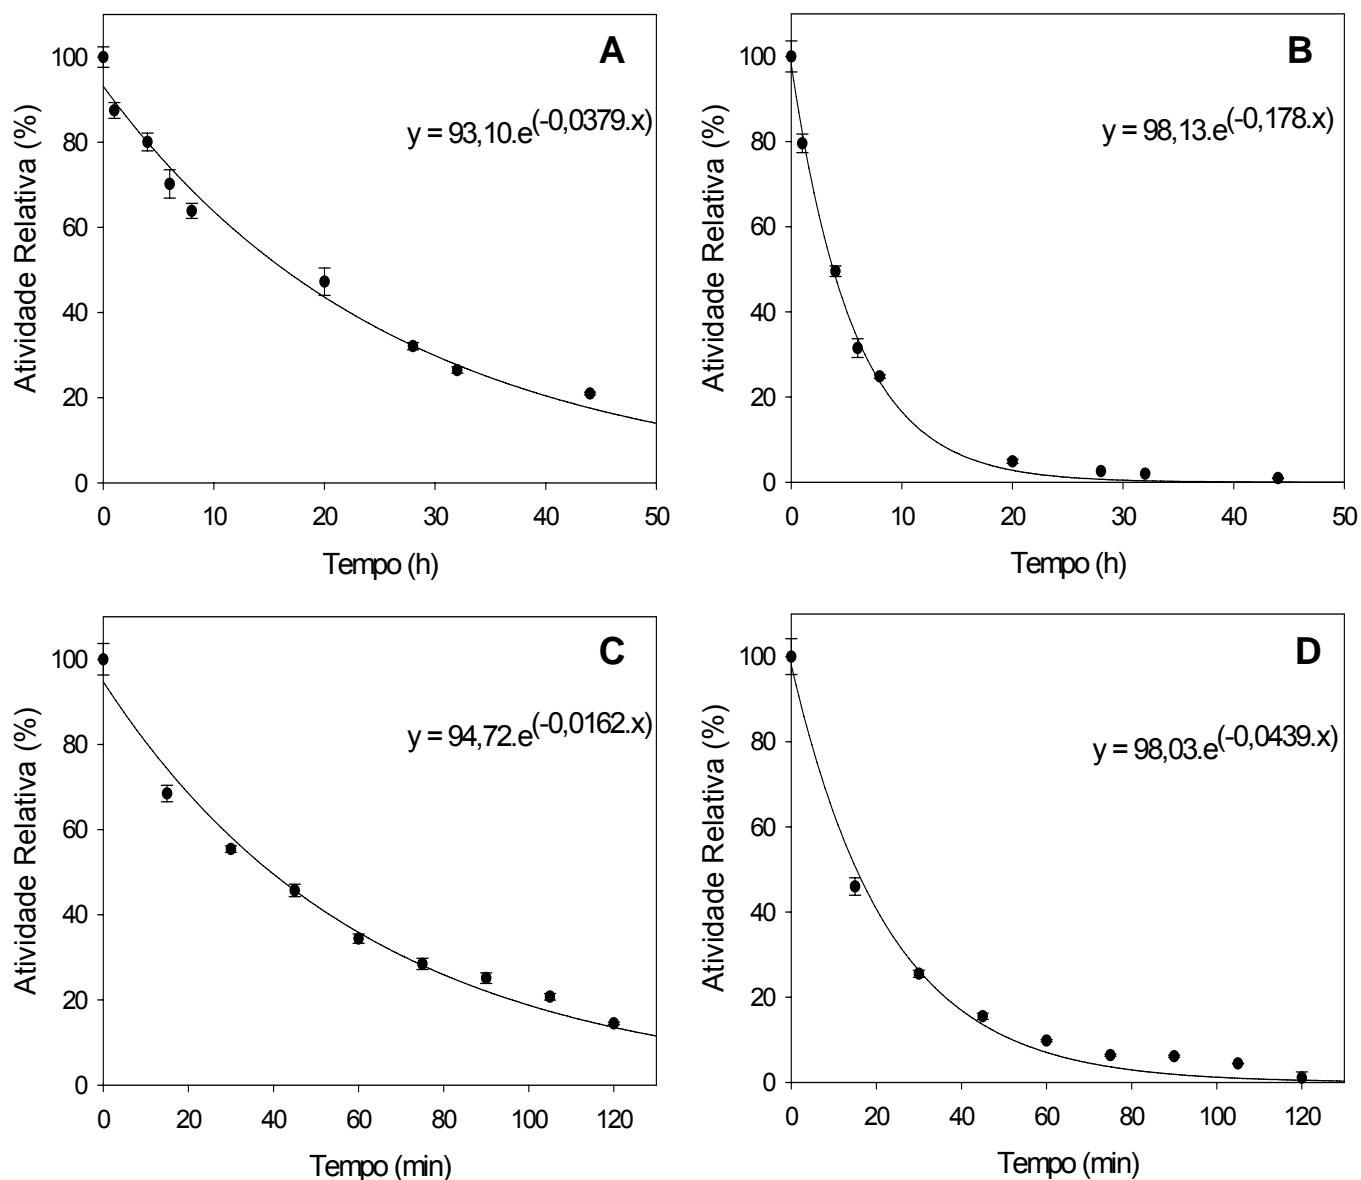 A
y = 93,10.e(-0,0379.x)
Atividade Relativa (%)
100
80
60
40
20
0
0 10 20 30 40 50
Tempo (h)
B
y = 98,13.e(-0,178.x)
Atividade Relativa (%)
100
80
60
40
20
0
0 10 20 30 40 50
Tempo (h)
C
y = 94,72.e(-0,0162.x)
Atividade Relativa (%)
100
80
60
40
20
0
0 20 40 60 80 100 120
Tempo (min)
D
y = 98,03.e(-0,0439.x)
Atividade Relativa (%)
100
80
60
40
20
0
0 20 40 60 80 100 120
Tempo (min)